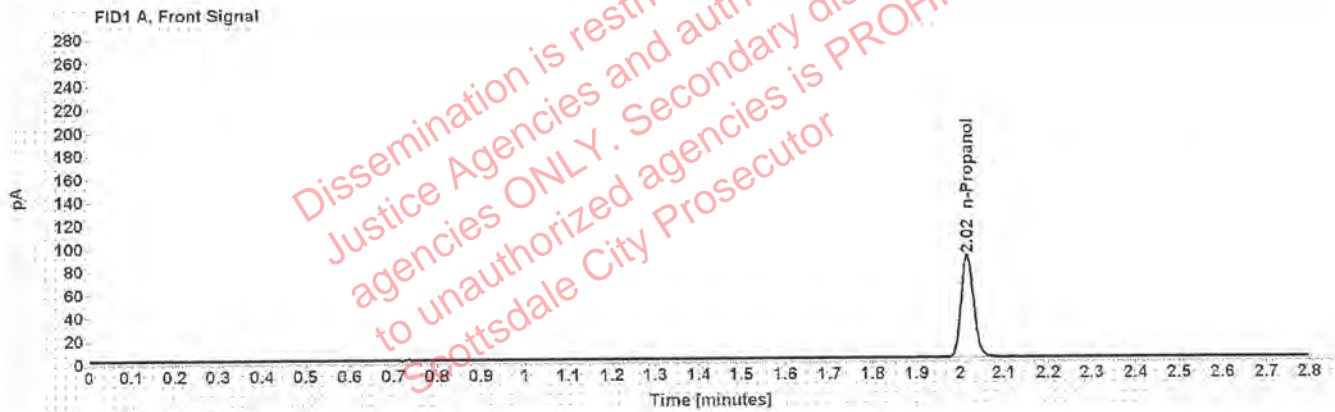 FID1 A, Front Signal
280
260
240
220
200
180
160
140
120
100
80
60
40
20
0
pA
2.02 n-Propanol
0 0.1 0.2 0.3 0.4 0.5 0.6 0.7 0.8 0.9 1 1.1 1.2 1.3 1.4 1.5 1.6 1.7 1.8 1.9 2 2.1 2.2 2.3 2.4 2.5 2.6 2.7 2.8
Time [minutes]
Dissemination is
Justice Agencies and
agencies ONLY. Secondary
to unauthorized agencies is
Scottsdale City Prosecutor